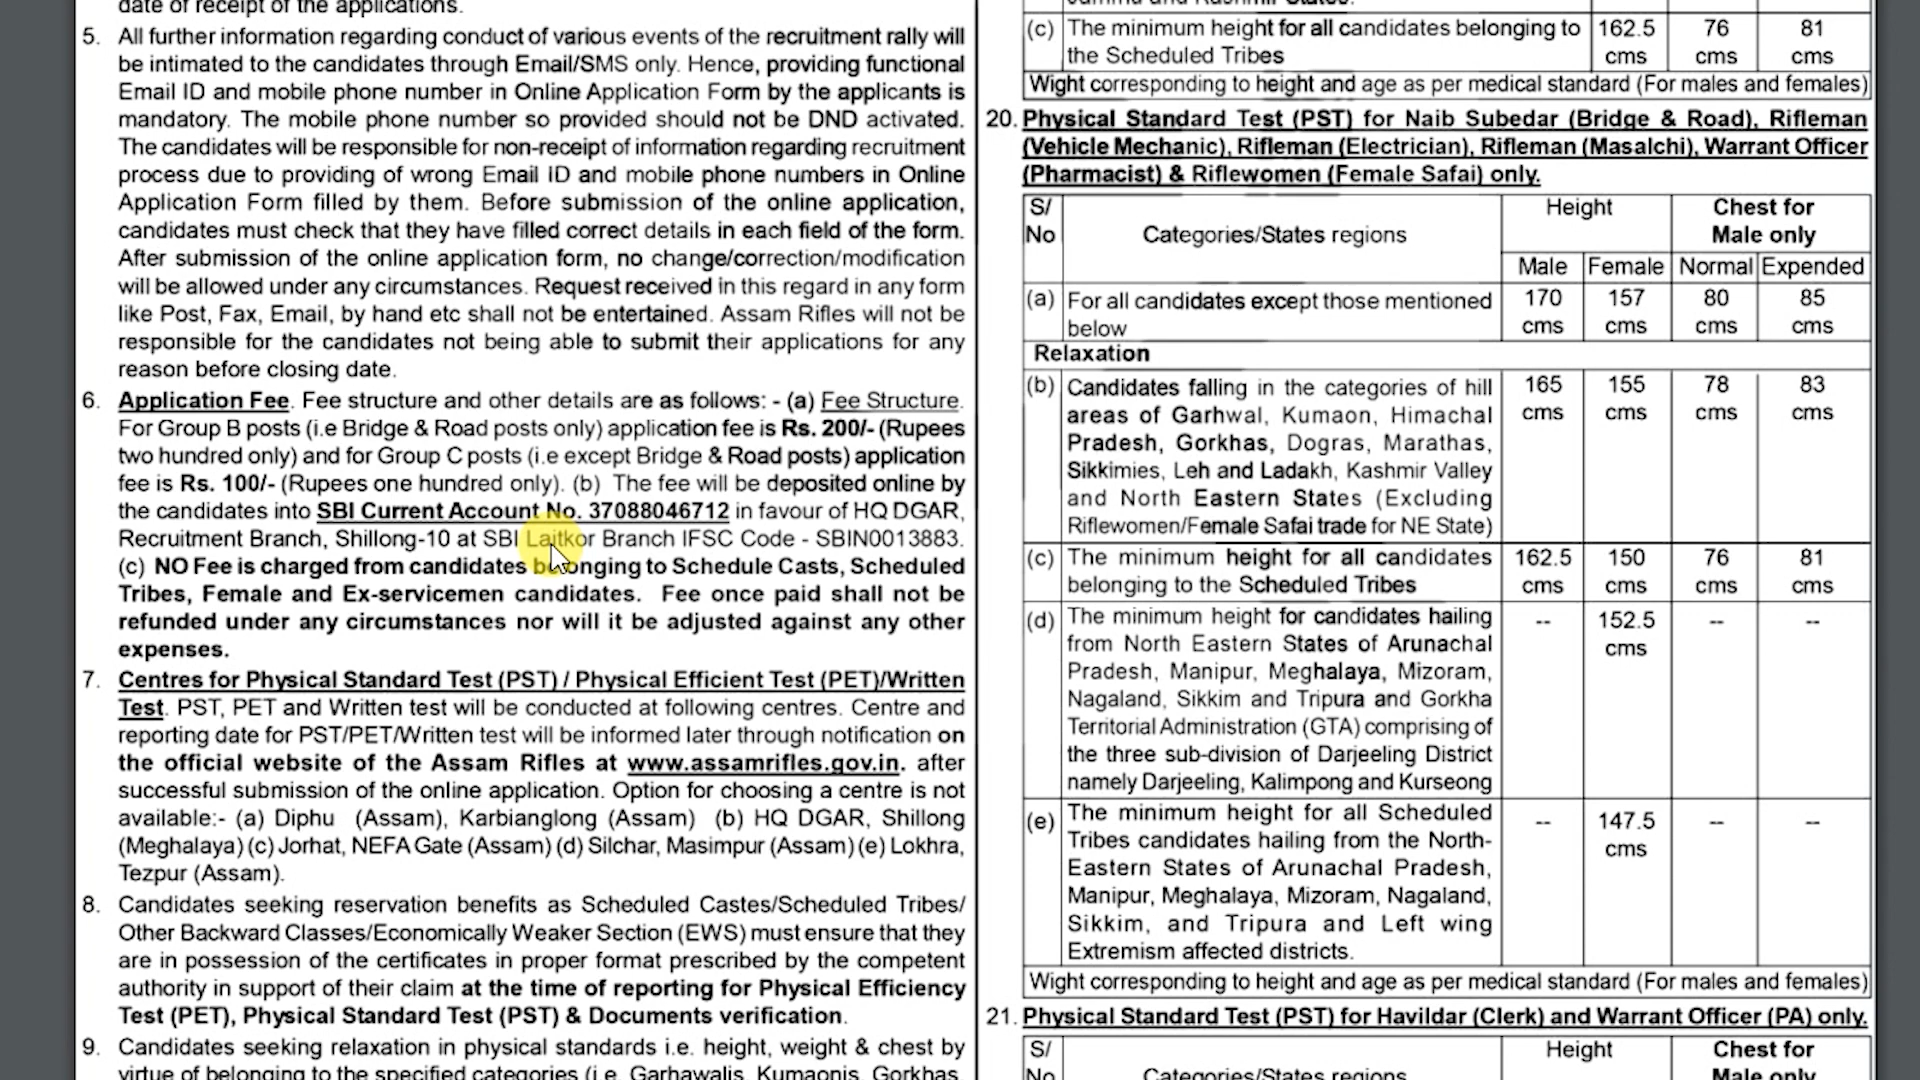 date of receipt of the applications.
5. All further information regarding conduct of various events of the recruitment rally will
be intimated to the candidates through Email/SMS only. Hence, providing functional
Email ID and mobile phone number in Online Application Form by the applicants is
mandatory. The mobile phone number so provided should not be DND activated.
The candidates will be responsible for non-receipt of information regarding recruitment
process due to providing of wrong Email ID and mobile phone numbers in Online
Application Form filled by them. Before submission of the online application,
candidates must check that they have filled correct details in each field of the form.
After submission of the online application form, no change/correction/modification
will be allowed under any circumstances. Request received in this regard in any form
like Post, Fax, Email, by hand etc shall not be entertained. Assam Rifles will not be
responsible for the candidates not being able to submit their applications for any
reason before closing date.
6. Application Fee. Fee structure and other details are as follows: - (a) Fee Structure.
For Group B posts (i.e Bridge & Road posts only) application fee is Rs. 200/- (Rupees
two hundred only) and for Group C posts (i.e except Bridge & Road posts) application
fee is Rs. 100/- (Rupees one hundred only). (b) The fee will be deposited online by
the candidates into SBI Current Account No. 37088046712 in favour of HQ DGAR,
Recruitment Branch, Shillong-10 at SBI Laitkor Branch IFSC Code - SBIN0013883.
(c) NO Fee is charged from candidates belonging to Schedule Casts, Scheduled
Tribes, Female and Ex-servicemen candidates. Fee once paid shall not be
refunded under any circumstances nor will it be adjusted against any other
expenses.
7. Centres for Physical Standard Test (PST) / Physical Efficient Test (PET)/Written
Test. PST, PET and Written test will be conducted at following centres. Centre and
reporting date for PST/PET/Written test will be informed later through notification on
the official website of the Assam Rifles at www.assamrifles.gov.in. after
successful submission of the online application. Option for choosing a centre is not
available:- (a) Diphu (Assam), Karbianglong (Assam) (b) HQ DGAR, Shillong
(Meghalaya) (c) Jorhat, NEFA Gate (Assam) (d) Silchar, Masimpur (Assam) (e) Lokhra,
Tezpur (Assam).
8. Candidates seeking reservation benefits as Scheduled Castes/Scheduled Tribes/
Other Backward Classes/Economically Weaker Section (EWS) must ensure that they
are in possession of the certificates in proper format prescribed by the competent
authority in support of their claim at the time of reporting for Physical Efficiency
Test (PET), Physical Standard Test (PST) & Documents verification.
9. Candidates seeking relaxation in physical standards i.e. height, weight & chest by
virtue of belonging to the specified categories (i.e. Garhawalis, Kumaonis, Gorkhas,
Jammu and Kashmir States.
(c) The minimum height for all candidates belonging to 162.5 76 81
the Scheduled Tribes cms cms cms
Wight corresponding to height and age as per medical standard (For males and females)
20. Physical Standard Test (PST) for Naib Subedar (Bridge & Road), Rifleman
(Vehicle Mechanic), Rifleman (Electrician), Rifleman (Masalchi), Warrant Officer
(Pharmacist) & Riflewomen (Female Safai) only.
S/ Height Chest for
No Categories/States regions Male only
Male Female Normal Expended
(a) For all candidates except those mentioned 170 157 80 85
below cms cms cms cms
Relaxation
(b) Candidates falling in the categories of hill 165 155 78 83
areas of Garhwal, Kumaon, Himachal cms cms cms cms
Pradesh, Gorkhas, Dogras, Marathas,
Sikkimies, Leh and Ladakh, Kashmir Valley
and North Eastern States (Excluding
Riflewomen/Female Safai trade for NE State)
(c) The minimum height for all candidates 162.5 150 76 81
belonging to the Scheduled Tribes cms cms cms cms
(d) The minimum height for candidates hailing -- 152.5 -- --
from North Eastern States of Arunachal cms
Pradesh, Manipur, Meghalaya, Mizoram,
Nagaland, Sikkim and Tripura and Gorkha
Territorial Administration (GTA) comprising of
the three sub-division of Darjeeling District
namely Darjeeling, Kalimpong and Kurseong
(e) The minimum height for all Scheduled -- 147.5 -- --
Tribes candidates hailing from the North- cms
Eastern States of Arunachal Pradesh,
Manipur, Meghalaya, Mizoram, Nagaland,
Sikkim, and Tripura and Left wing
Extremism affected districts.
Wight corresponding to height and age as per medical standard (For males and females)
21. Physical Standard Test (PST) for Havildar (Clerk) and Warrant Officer (PA) only.
S/ Height Chest for
No Categories/States regions Male only